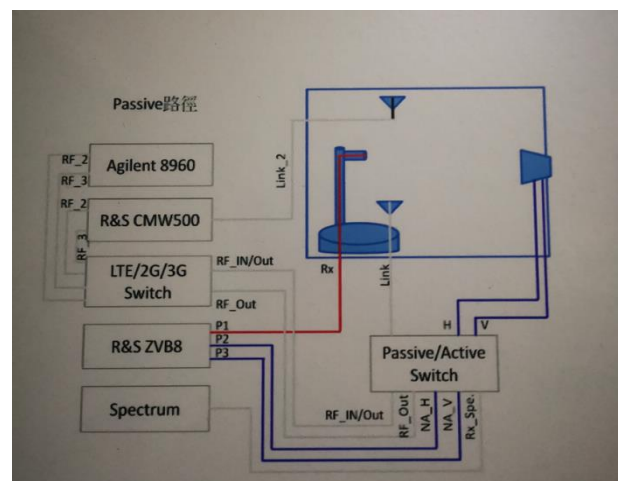 Passive路徑
RF_2
Agilent 8960
RF_3
RF_2
R&S CMW500
RF_3
Link_2
LTE/2G/3G
Switch
RF_IN/Out
RF_Out
Rx
Link
R&S ZVB8
P1
P2
P3
H
V
Passive/Active
Switch
Spectrum
RF_IN/Out
RF_Out
NA_H
NA_V
Rx_Spe.